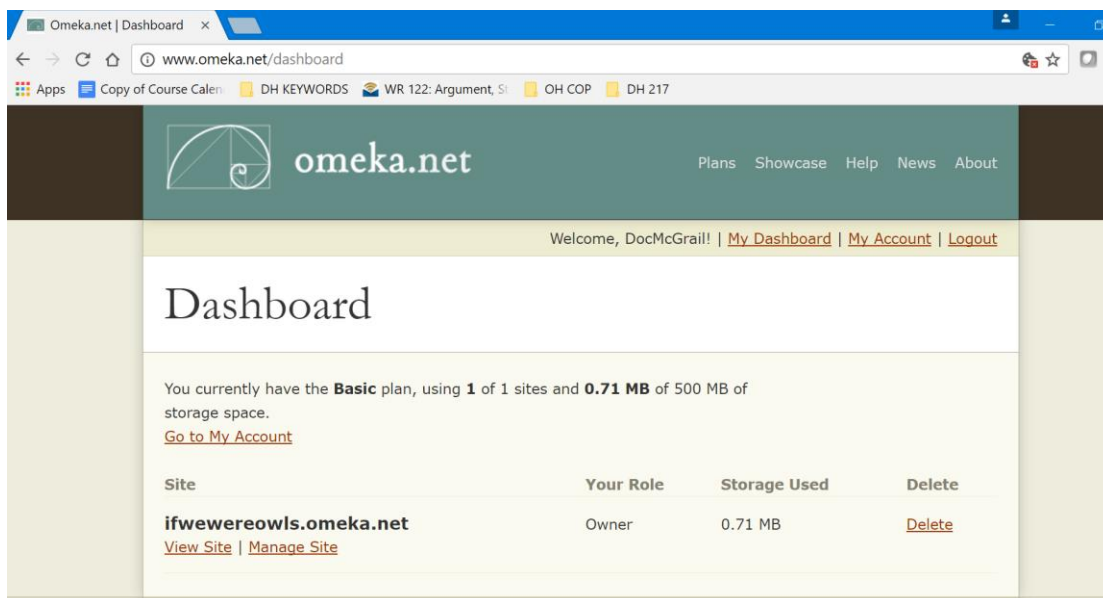 Omeka.net | Dashboard
www.omeka.net/dashboard
Apps Copy of Course Calen DH KEYWORDS WR 122: Argument, St OH COP DH 217
omeka.net
Plans Showcase Help News About
Welcome, DocMcGrail! | My Dashboard | My Account | Logout
Dashboard
You currently have the Basic plan, using 1 of 1 sites and 0.71 MB of 500 MB of
storage space.
Go to My Account
Site Your Role Storage Used Delete
ifwewereowls.omeka.net Owner 0.71 MB Delete
View Site | Manage Site